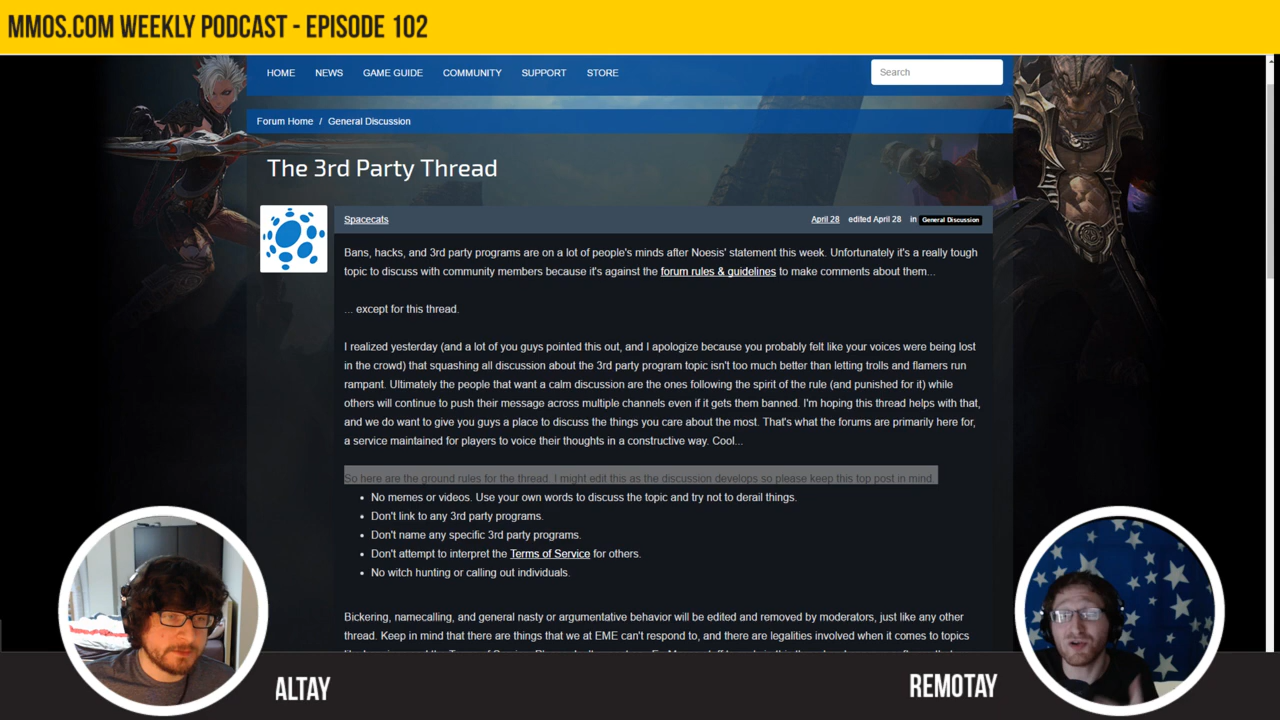 MMOS.COM WEEKLY PODCAST - EPISODE 102
HOME NEWS GAME GUIDE COMMUNITY SUPPORT STORE Search
Forum Home / General Discussion
The 3rd Party Thread
Spacecats April 28 edited April 28 in General Discussion
Bans, hacks, and 3rd party programs are on a lot of people's minds after Noesis' statement this week. Unfortunately it's a really tough
topic to discuss with community members because it's against the forum rules & guidelines to make comments about them...
... except for this thread.
I realized yesterday (and a lot of you guys pointed this out, and I apologize because you probably felt like your voices were being lost
in the crowd) that squashing all discussion about the 3rd party program topic isn't too much better than letting trolls and flamers run
rampant. Ultimately the people that want a calm discussion are the ones following the spirit of the rule (and punished for it) while
others will continue to push their message across multiple channels even if it gets them banned. I'm hoping this thread helps with that,
and we do want to give you guys a place to discuss the things you care about the most. That's what the forums are primarily here for,
a service maintained for players to voice their thoughts in a constructive way. Cool...
So here are the ground rules for the thread. I might edit this as the discussion develops so please keep this top post in mind.
• No memes or videos. Use your own words to discuss the topic and try not to derail things.
• Don't link to any 3rd party programs.
• Don't name any specific 3rd party programs.
• Don't attempt to interpret the Terms of Service for others.
• No witch hunting or calling out individuals.
Bickering, namecalling, and general nasty or argumentative behavior will be edited and removed by moderators, just like any other
thread. Keep in mind that there are things that we at EME can't respond to, and there are legalities involved when it comes to topics
ALTAY
REMOTAY